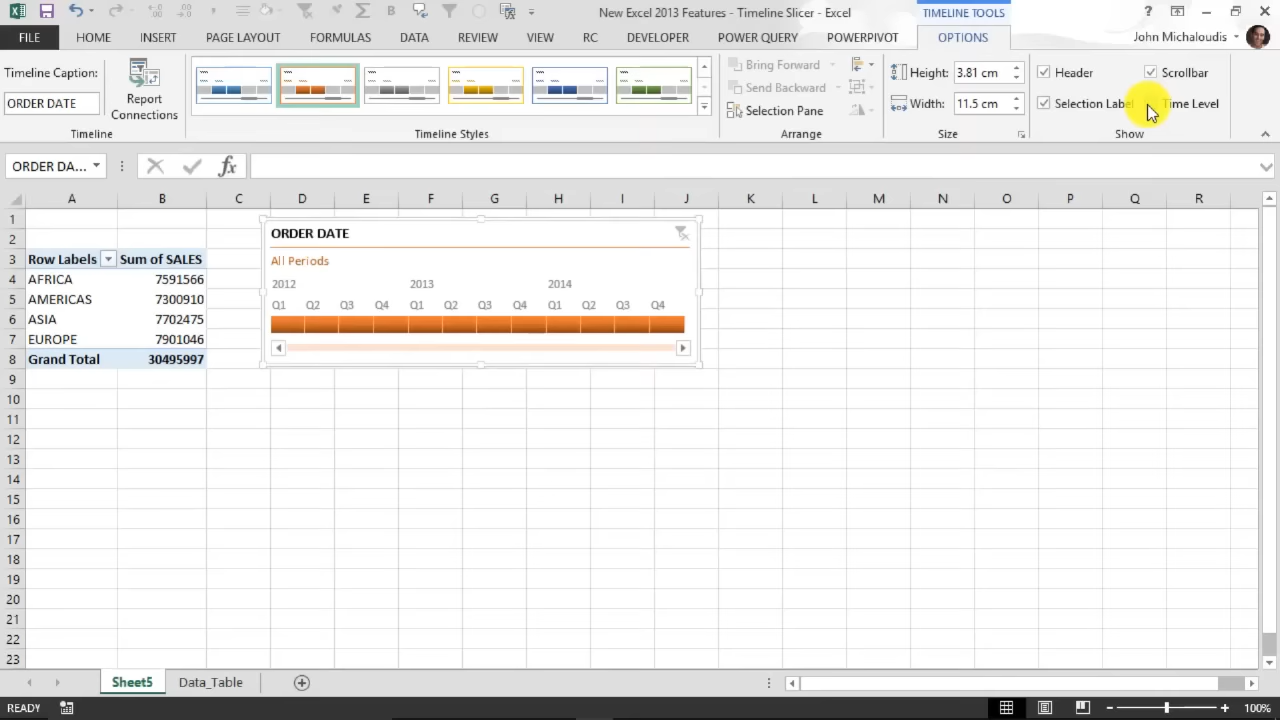 New Excel 2013 Features - Timeline Slicer - Excel
TIMELINE TOOLS
?
FILE HOME INSERT PAGE LAYOUT FORMULAS DATA REVIEW VIEW RC DEVELOPER POWER QUERY POWERPIVOT OPTIONS John Michaloudis
Timeline Caption:
ORDER DATE
Timeline
Report
Connections
Timeline Styles
Bring Forward
Send Backward
Selection Pane
Arrange
Height: 3.81 cm
Width: 11.5 cm
Size
Header
Scrollbar
Selection Label
Time Level
Show
ORDER DA... fx
A B C D E F G H I J K L M N O P Q R
1
2
3 Row Labels Sum of SALES
4 AFRICA 7591566
5 AMERICAS 7300910
6 ASIA 7702475
7 EUROPE 7901046
8 Grand Total 30495997
9
10
11
12
13
14
15
16
17
18
19
20
21
22
23
ORDER DATE
All Periods
2012 2013 2014
Q1 Q2 Q3 Q4 Q1 Q2 Q3 Q4 Q1 Q2 Q3 Q4
Sheet5 Data_Table
READY 100%